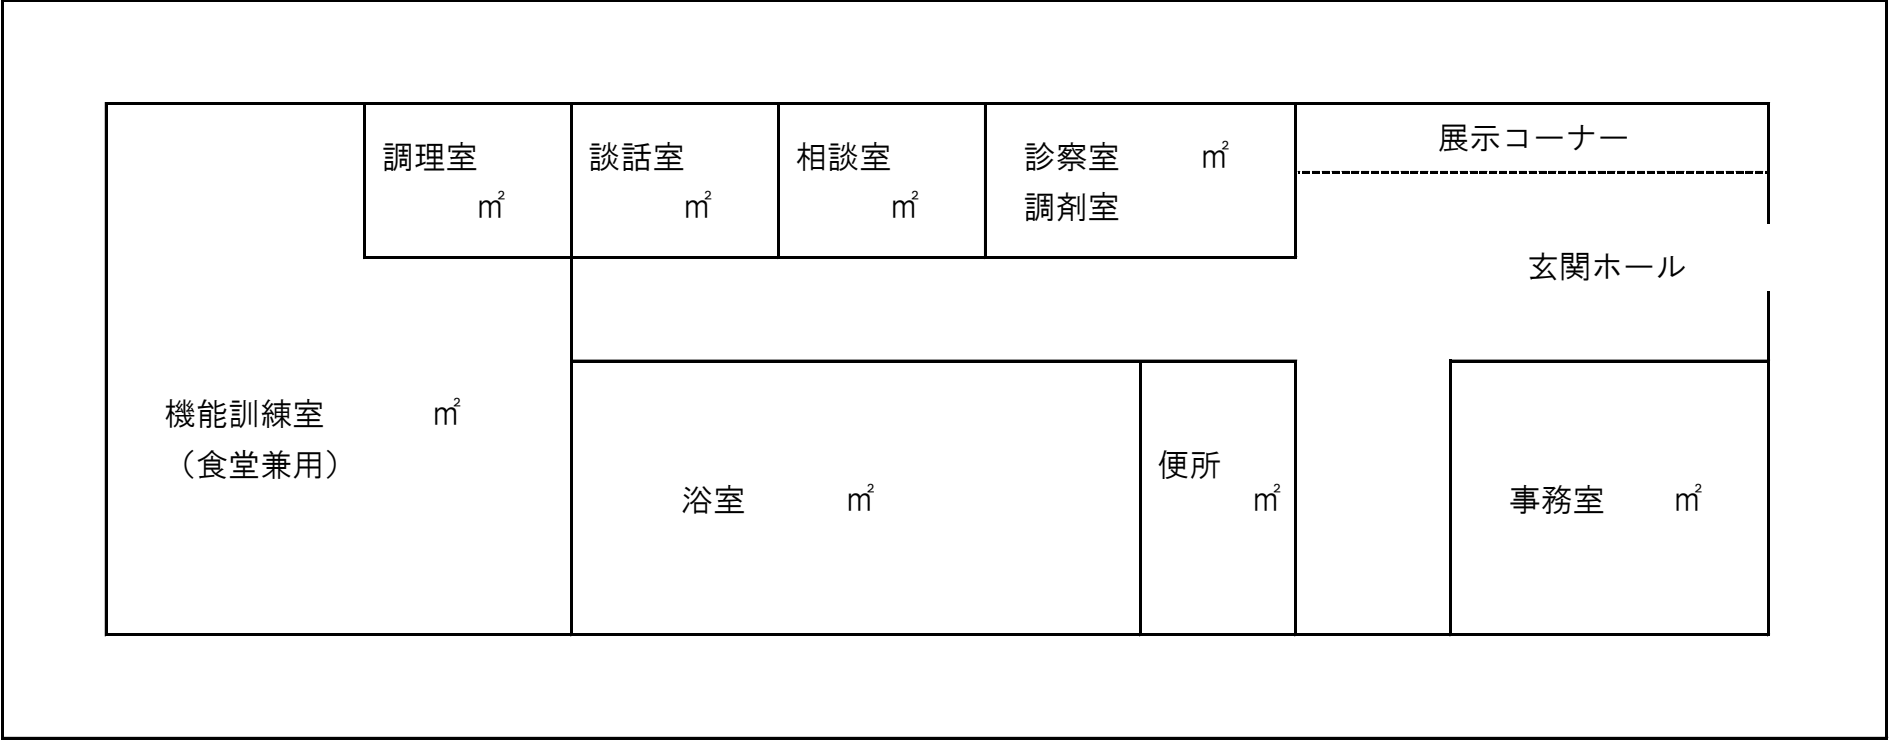 展示コーナー
調理室
㎡
談話室
㎡
相談室
㎡
診察室 ㎡
調剤室
玄関ホール
機能訓練室 ㎡
（食堂兼用）
浴室 ㎡
便所
㎡
事務室 ㎡